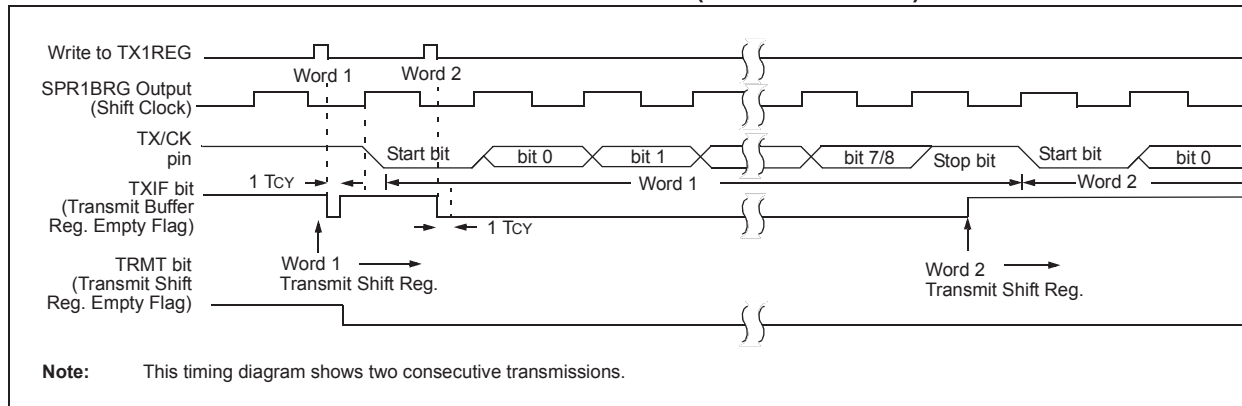 Write to TX1REG
Word 1
Word 2
SPR1BRG Output
(Shift Clock)
TX/CK
pin
Start bit
bit 0
bit 1
bit 7/8
Stop bit
Start bit
bit 0
1 TCY
Word 1
Word 2
TXIF bit
(Transmit Buffer
Reg. Empty Flag)
1 TCY
Word 1
Transmit Shift Reg.
Word 2
Transmit Shift Reg.
TRMT bit
(Transmit Shift
Reg. Empty Flag)
Note: This timing diagram shows two consecutive transmissions.